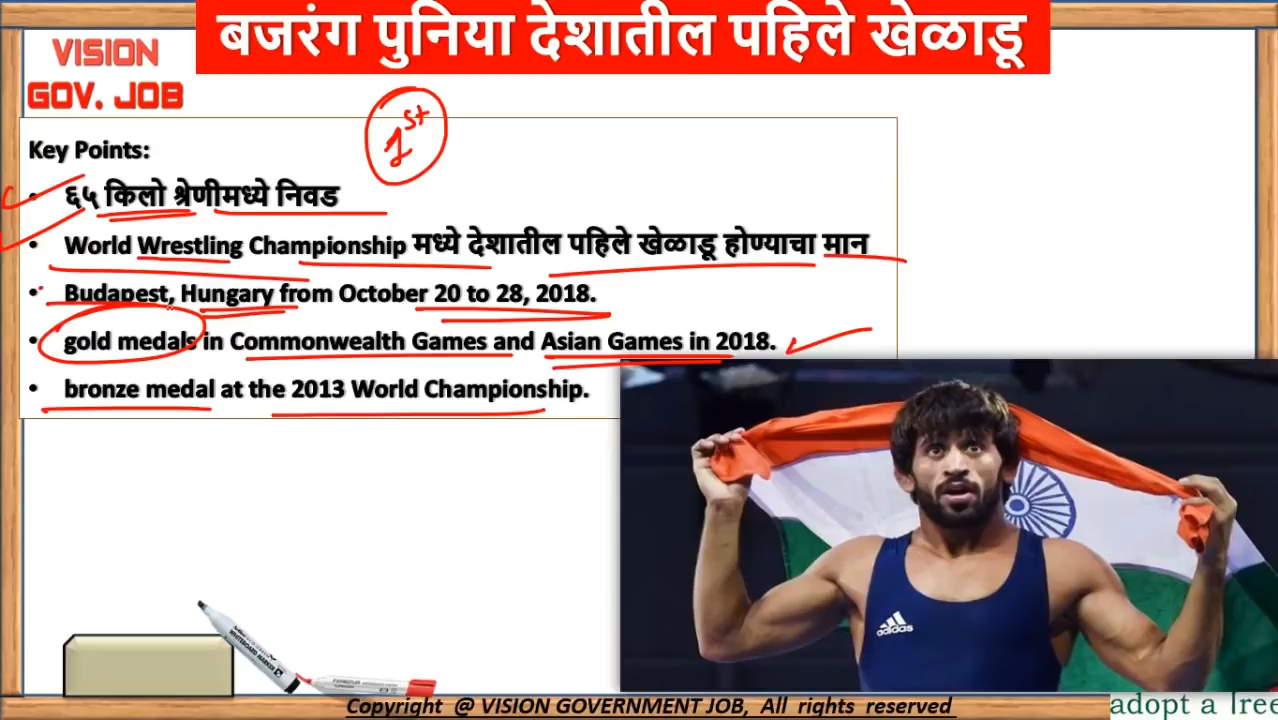 बजरंग पुनिया देशातील पहिले खेळाडू
VISION
GOV. JOB
1st
Key Points:
• ६५ किलो श्रेणीमध्ये निवड
• World Wrestling Championship मध्ये देशातील पहिले खेळाडू होण्याचा मान
• Budapest, Hungary from October 20 to 28, 2018.
• gold medals in Commonwealth Games and Asian Games in 2018.
• bronze medal at the 2013 World Championship.
adidas
WHITEBOARD MARKER
Copyright @ VISION GOVERNMENT JOB, All rights reserved
adopt a Tree